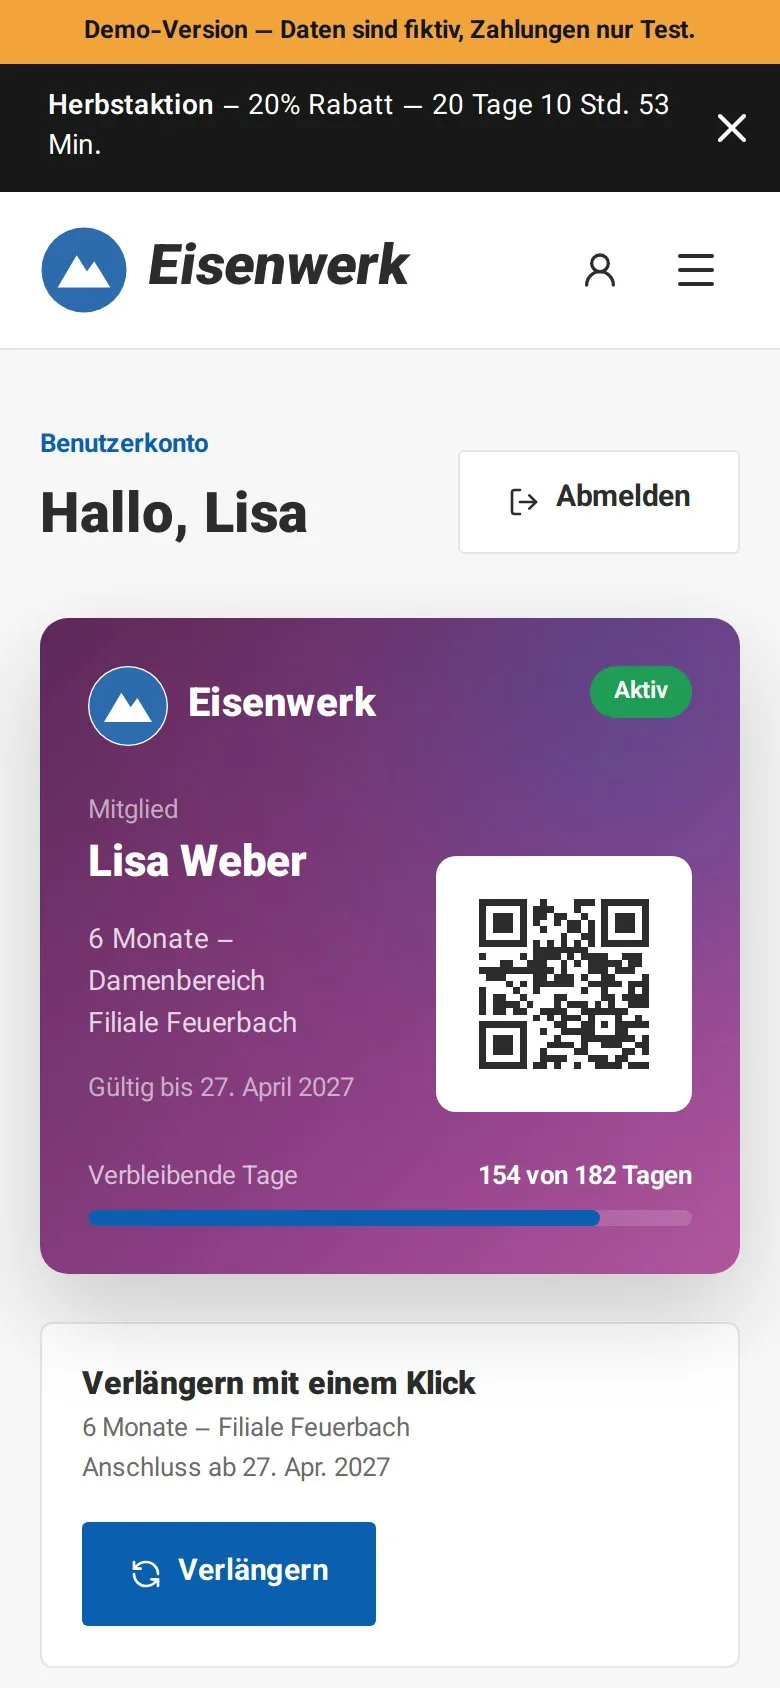 Demo-Version — Daten sind fiktiv, Zahlungen nur Test.
Herbstaktion – 20% Rabatt — 20 Tage 10 Std. 53
Min.
Eisenwerk
Benutzerkonto
Hallo, Lisa
Abmelden
Eisenwerk
Aktiv
Mitglied
Lisa Weber
6 Monate –
Damenbereich
Filiale Feuerbach
Gültig bis 27. April 2027
Verbleibende Tage
154 von 182 Tagen
Verlängern mit einem Klick
6 Monate – Filiale Feuerbach
Anschluss ab 27. Apr. 2027
Verlängern